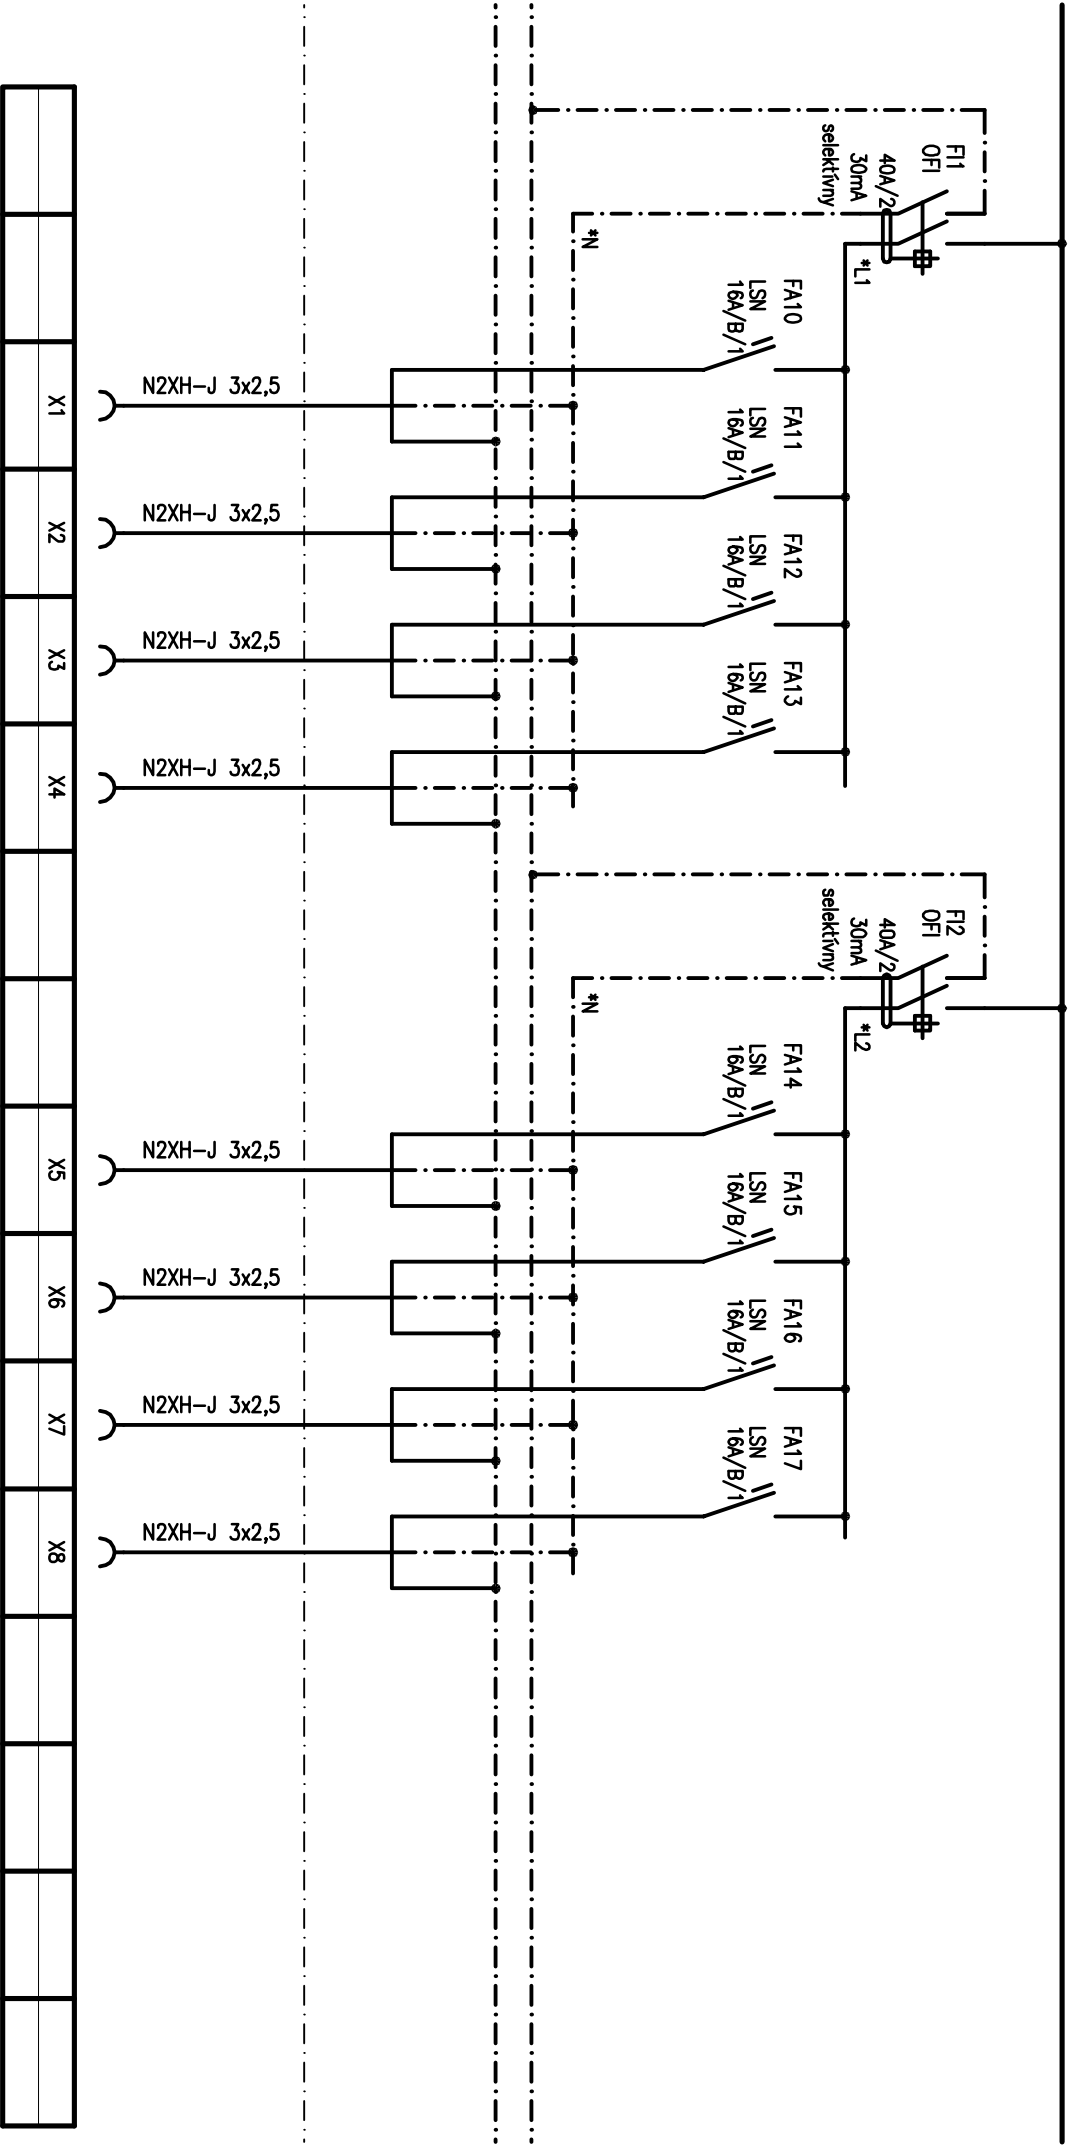 FI1
OFI
40A/2
30mA
selektívny
*L1
*N
FA10
LSN
16A/B/1
FA11
LSN
16A/B/1
FA12
LSN
16A/B/1
FA13
LSN
16A/B/1
N2XH-J 3x2,5
N2XH-J 3x2,5
N2XH-J 3x2,5
N2XH-J 3x2,5
X1
X2
X3
X4
FI2
OFI
40A/2
30mA
selektívny
*L2
*N
FA14
LSN
16A/B/1
FA15
LSN
16A/B/1
FA16
LSN
16A/B/1
FA17
LSN
16A/B/1
N2XH-J 3x2,5
N2XH-J 3x2,5
N2XH-J 3x2,5
N2XH-J 3x2,5
X5
X6
X7
X8